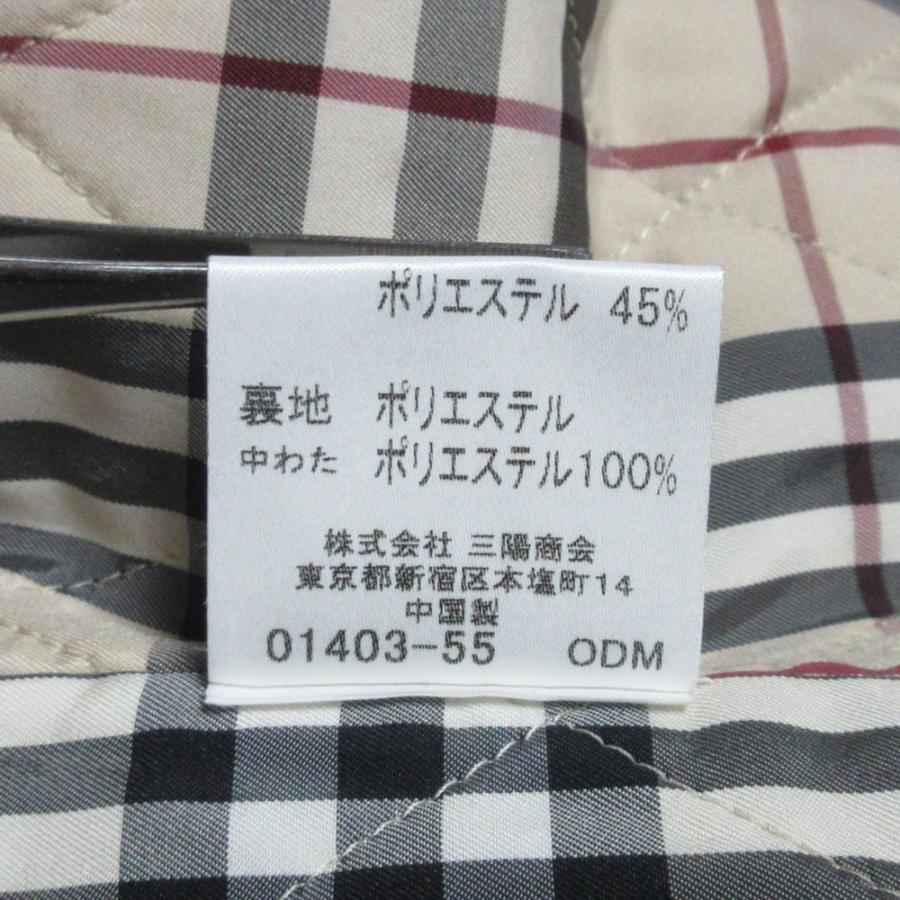 ポリエステル 45%
裏地 ポリエステル
中わた ポリエステル100%
株式会社 三陽商会
東京都新宿区本塩町14
中国製
01403-55 ODM